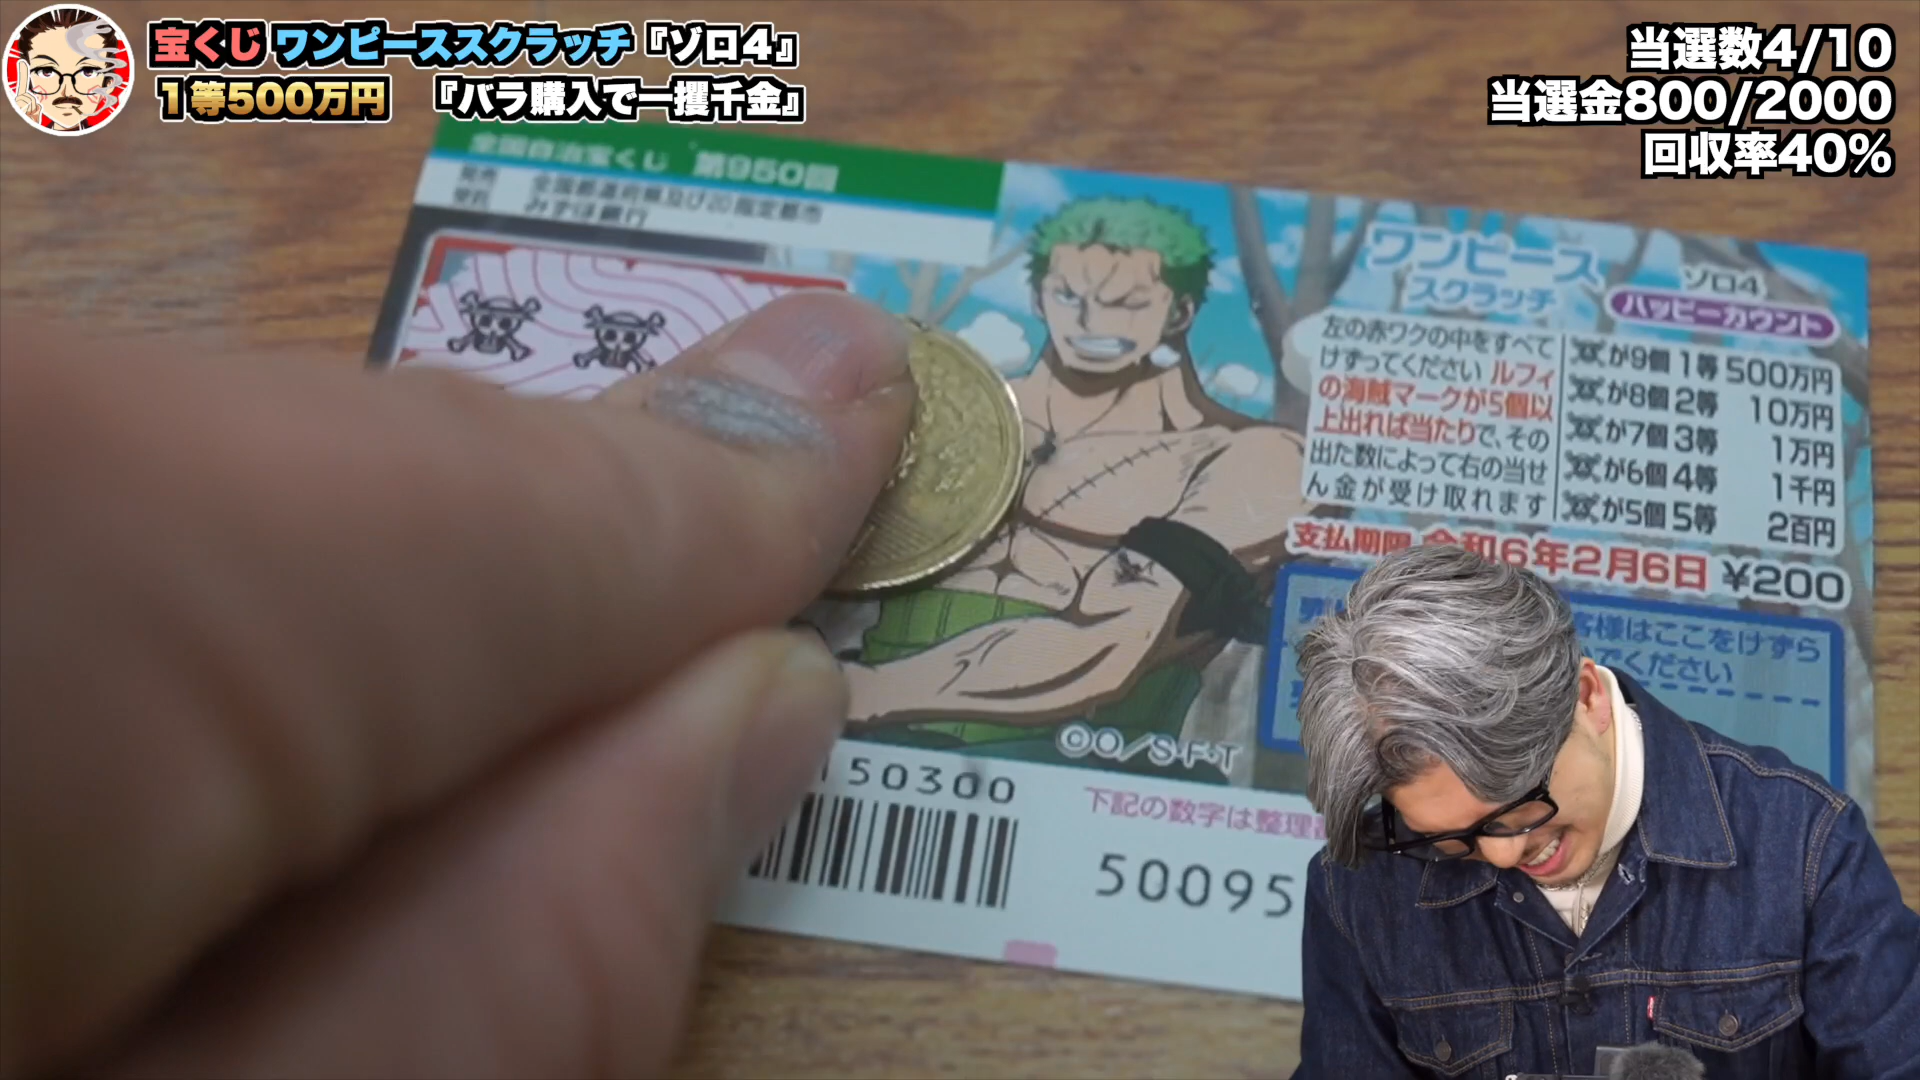 宝くじ ワンピーススクラッチ『ゾロ4』
1等500万円 『バラ購入で一攫千金』
当選数4/10
当選金800/2000
回収率40%
全国自治宝くじ 第950回
発売 全国都道府県及び20指定都市
受託 みずほ銀行
ワンピース
スクラッチ
ゾロ4
ハッピーカウント
左の赤ワクの中をすべて
けずってください ルフィ
の海賊マークが5個以
上出れば当たりで、その
出た数によって右の当せ
ん金が受け取れます
が9個 1等 500万円
が8個 2等 10万円
が7個 3等 1万円
が6個 4等 1千円
が5個 5等 2百円
支払期限 令和6年2月6日 ¥200
客様はここをけずら
でください
©〇/S・F・T
150300
下記の数字は整理
50095